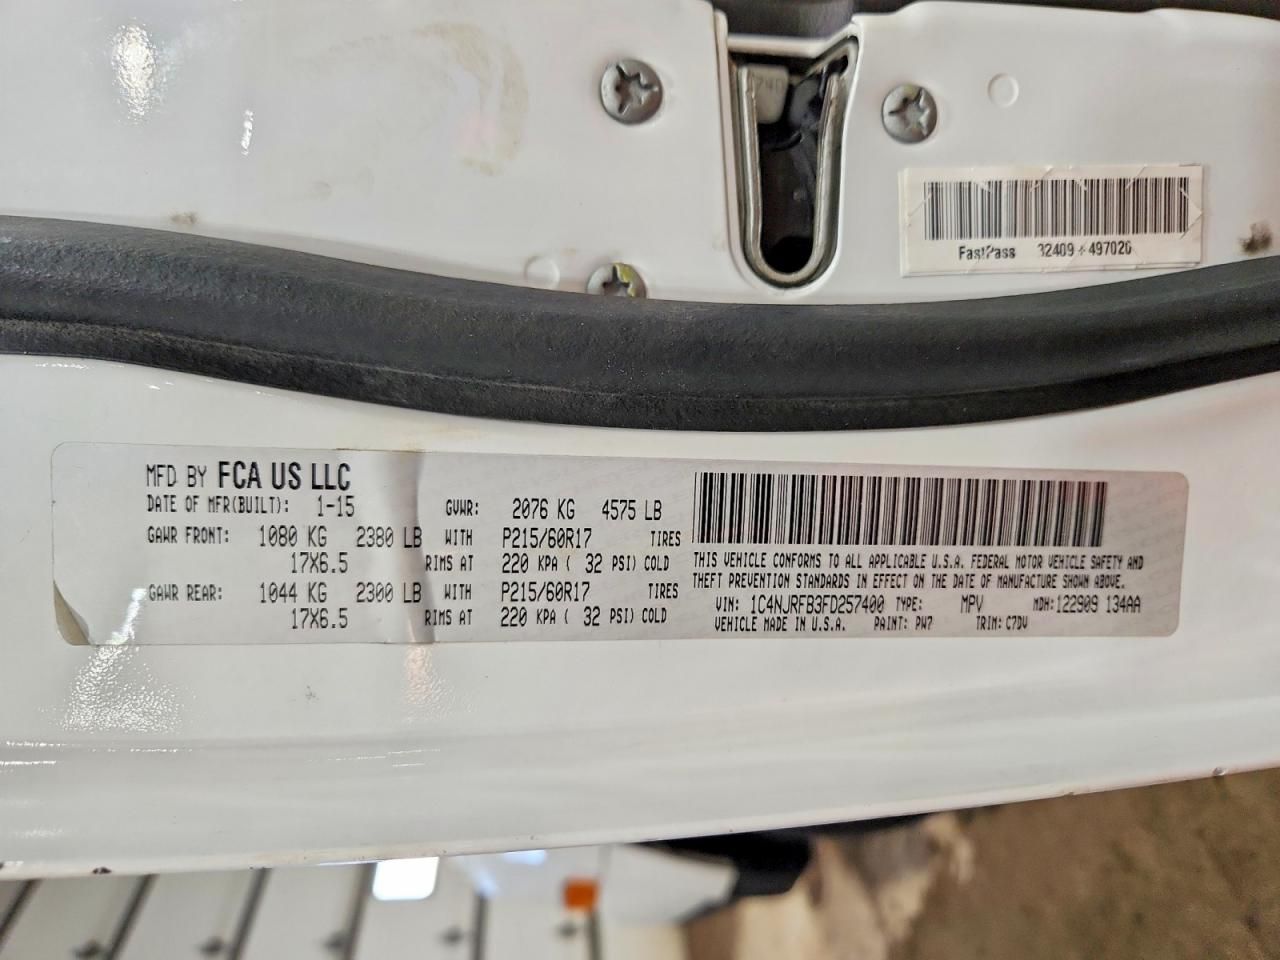 740
FastPass 32409 * 497020
MFD BY FCA US LLC
DATE OF MFR(BUILT): 1-15 GVWR: 2076 KG 4575 LB
GAWR FRONT: 1080 KG 2380 LB WITH P215/60R17 TIRES
17X6.5 RIMS AT 220 KPA ( 32 PSI) COLD
GAWR REAR: 1044 KG 2300 LB WITH P215/60R17 TIRES
17X6.5 RIMS AT 220 KPA ( 32 PSI) COLD
THIS VEHICLE CONFORMS TO ALL APPLICABLE U.S.A. FEDERAL MOTOR VEHICLE SAFETY AND
THEFT PREVENTION STANDARDS IN EFFECT ON THE DATE OF MANUFACTURE SHOWN ABOVE.
VIN: 1C4NJRFB3FD257400 TYPE: MPV MDH: 122909 134AA
VEHICLE MADE IN U.S.A. PAINT: PW7 TRIM: C7DV